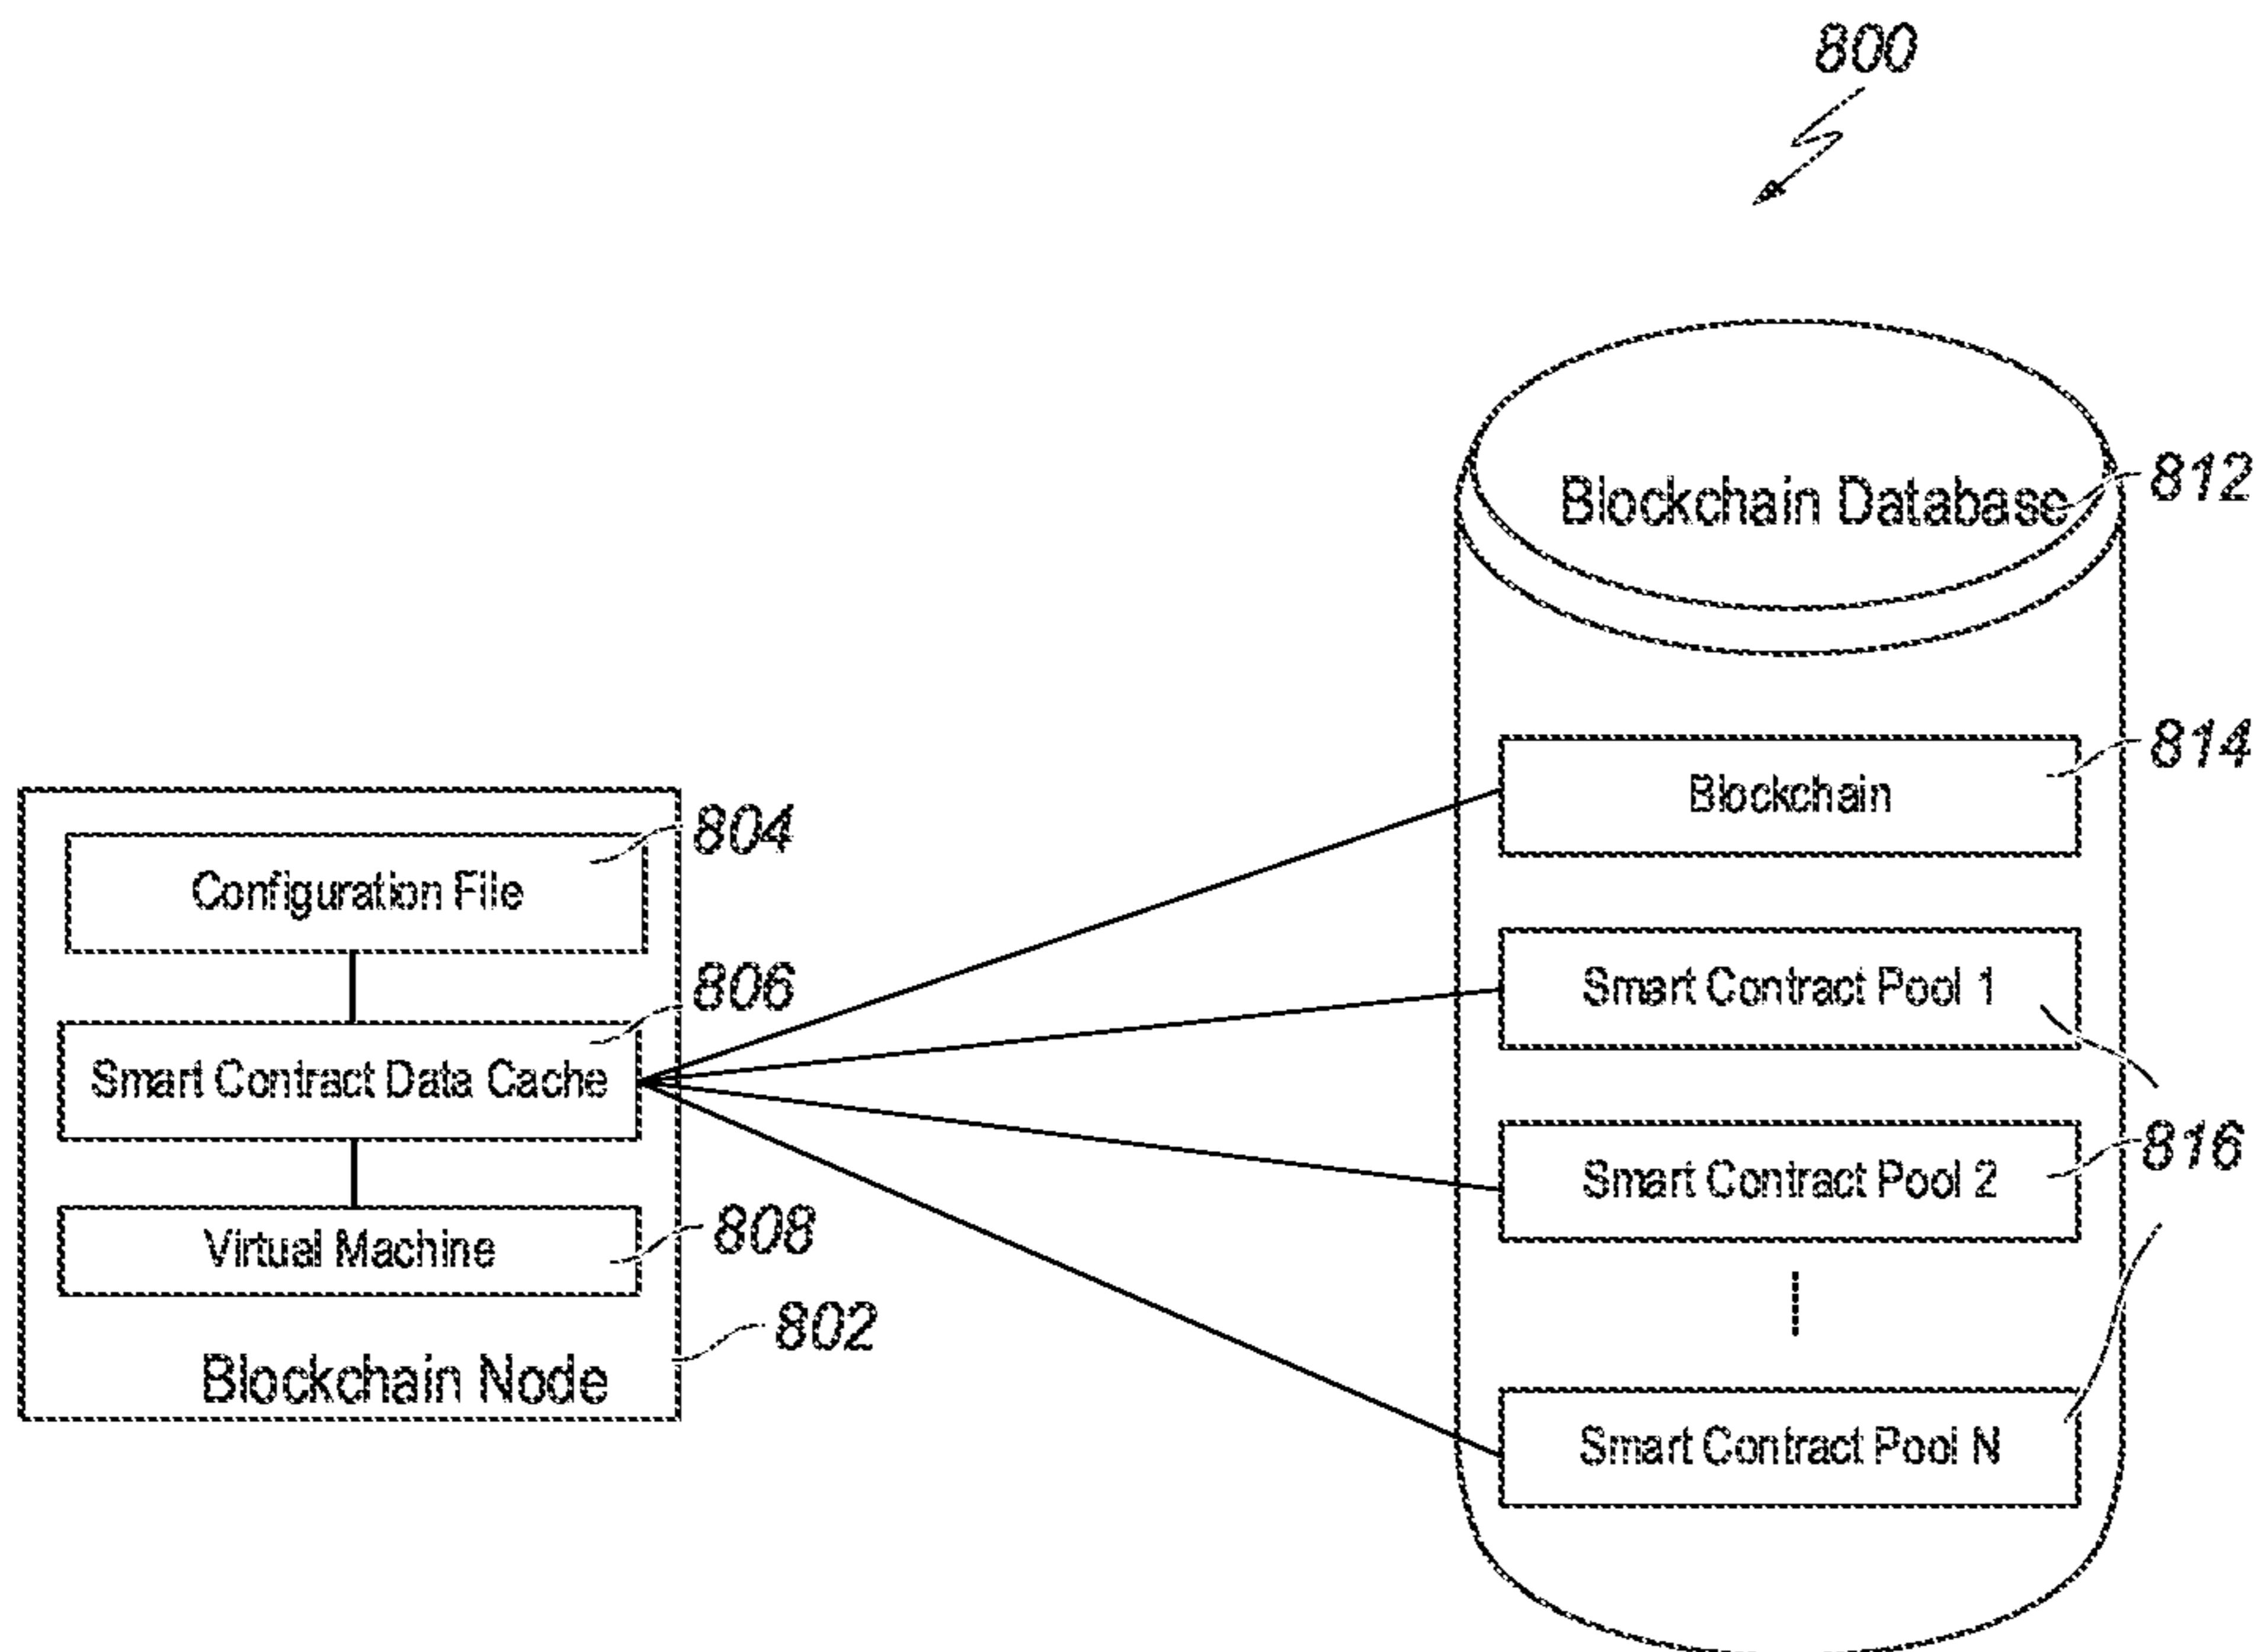 800
Blockchain Database
812
Blockchain
814
Configuration File
804
Smart Contract Data Cache
806
Virtual Machine
808
Blockchain Node
802
Smart Contract Pool 1
Smart Contract Pool 2
816
Smart Contract Pool N